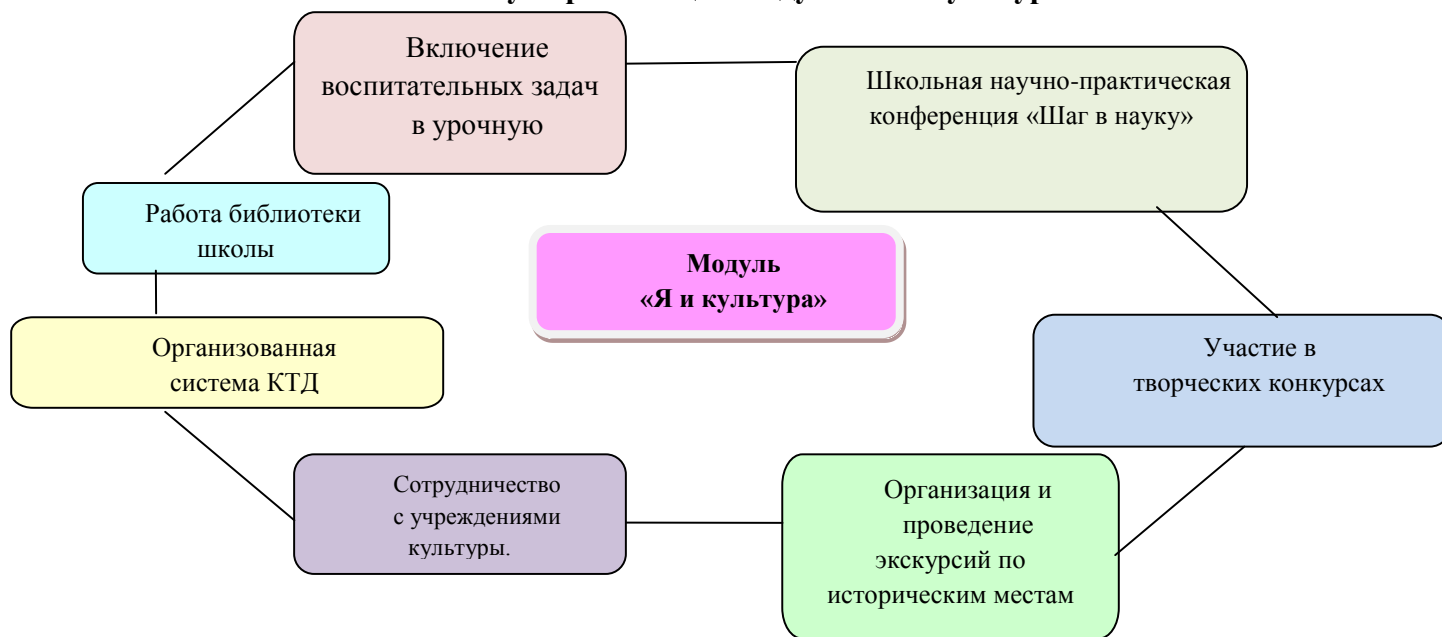 Включение
воспитательных задач
в урочную
Школьная научно-практическая
конференция «Шаг в науку»
Работа библиотеки
школы
Модуль
«Я и культура»
Организованная
система КТД
Участие в
творческих конкурсах
Сотрудничество
с учреждениями
культуры.
Организация и
проведение
экскурсий по
историческим местам